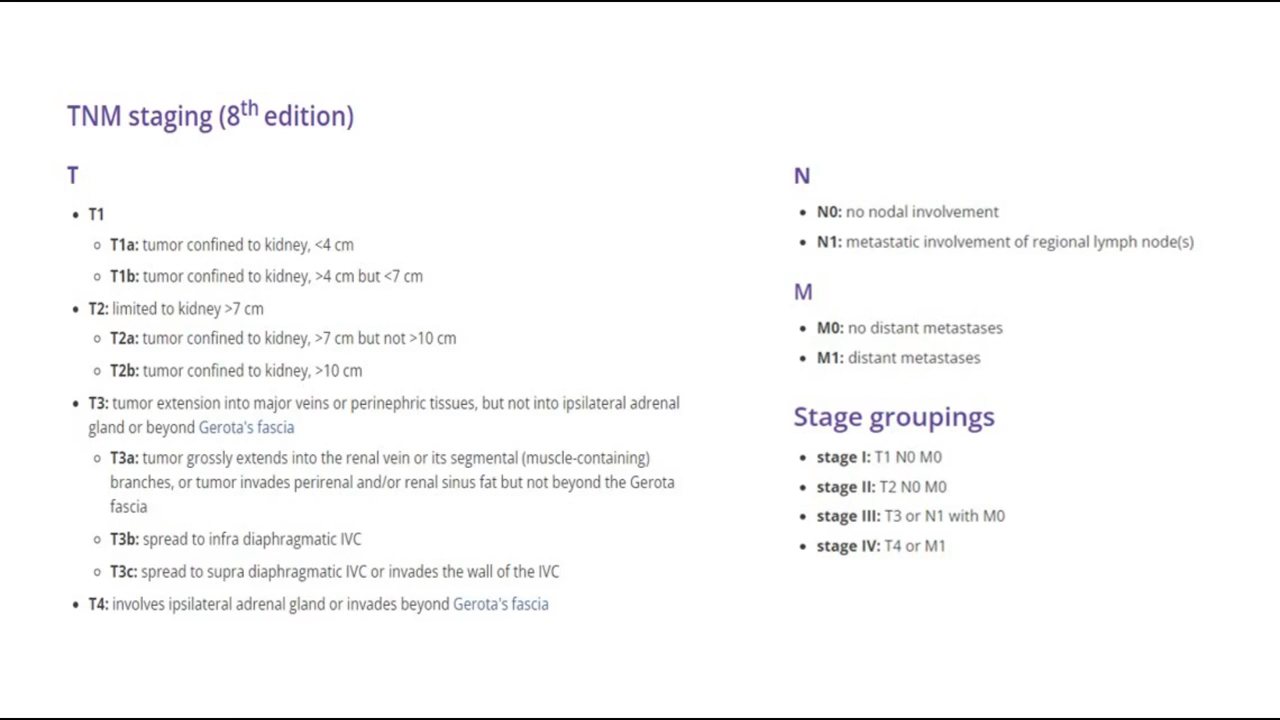 TNM staging (8th edition)
T
• T1
◦ T1a: tumor confined to kidney, <4 cm
◦ T1b: tumor confined to kidney, >4 cm but <7 cm
• T2: limited to kidney >7 cm
◦ T2a: tumor confined to kidney, >7 cm but not >10 cm
◦ T2b: tumor confined to kidney, >10 cm
• T3: tumor extension into major veins or perinephric tissues, but not into ipsilateral adrenal
gland or beyond Gerota's fascia
◦ T3a: tumor grossly extends into the renal vein or its segmental (muscle-containing)
branches, or tumor invades perirenal and/or renal sinus fat but not beyond the Gerota
fascia
◦ T3b: spread to infra diaphragmatic IVC
◦ T3c: spread to supra diaphragmatic IVC or invades the wall of the IVC
• T4: involves ipsilateral adrenal gland or invades beyond Gerota's fascia
N
• N0: no nodal involvement
• N1: metastatic involvement of regional lymph node(s)
M
• M0: no distant metastases
• M1: distant metastases
Stage groupings
• stage I: T1 N0 M0
• stage II: T2 N0 M0
• stage III: T3 or N1 with M0
• stage IV: T4 or M1